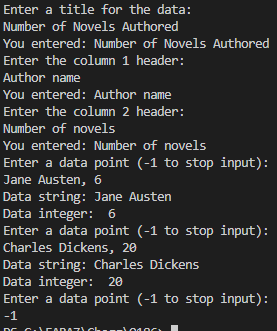 Enter a title for the data:
Number of Novels Authored
You entered: Number of Novels Authored
Enter the column 1 header:
Author name
You entered: Author name
Enter the column 2 header:
Number of novels
You entered: Number of novels
Enter a data point (-1 to stop input):
Jane Austen, 6
Data string: Jane Austen
Data integer:  6
Enter a data point (-1 to stop input):
Charles Dickens, 20
Data string: Charles Dickens
Data integer:  20
Enter a data point (-1 to stop input):
-1